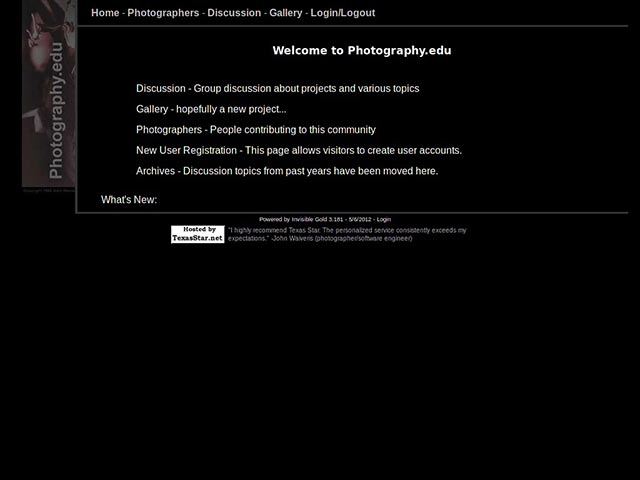 Home - Photographers - Discussion - Gallery - Login/Logout
Photography.edu
Welcome to Photography.edu
Discussion - Group discussion about projects and various topics
Gallery - hopefully a new project...
Photographers - People contributing to this community
New User Registration - This page allows visitors to create user accounts.
Archives - Discussion topics from past years have been moved here.
What's New:
Powered by Invisible Gold 3.181 - 5/6/2012 - Login
Hosted by
TexasStar.net
"I highly recommend Texas Star. The personalized service consistently exceeds my
expectations." -John Waiveris (photographer/software engineer)